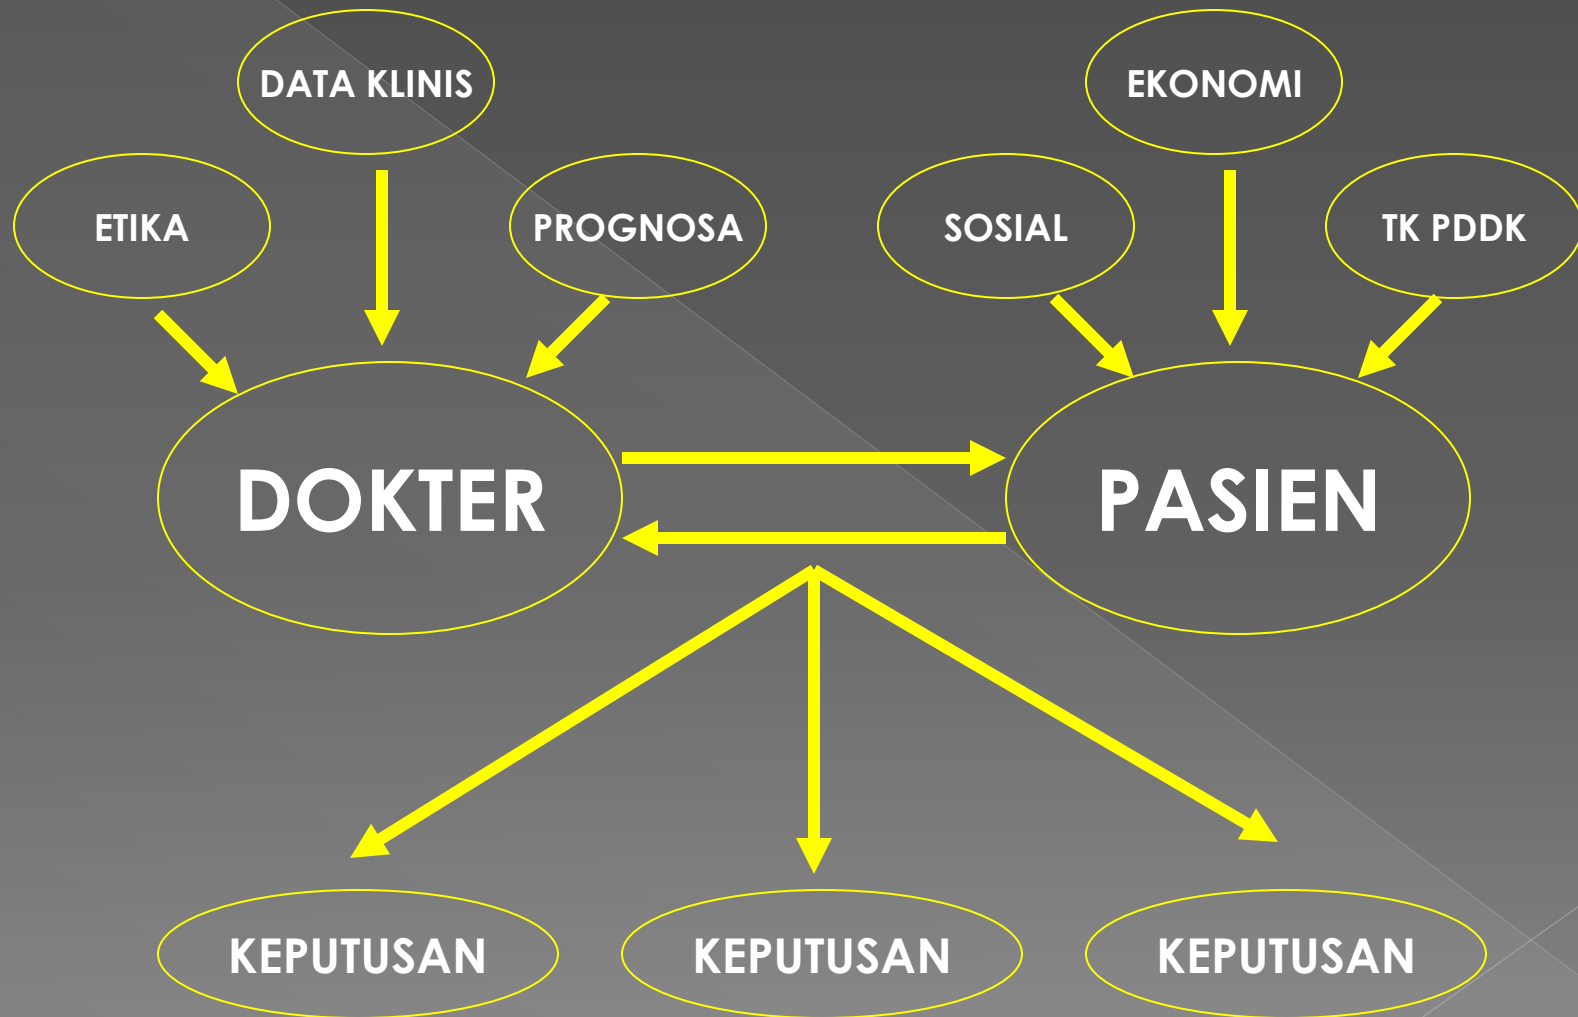 DATA KLINIS
EKONOMI
ETIKA
PROGNOSA
SOSIAL
TK PDDK
DOKTER
PASIEN
KEPUTUSAN
KEPUTUSAN
KEPUTUSAN